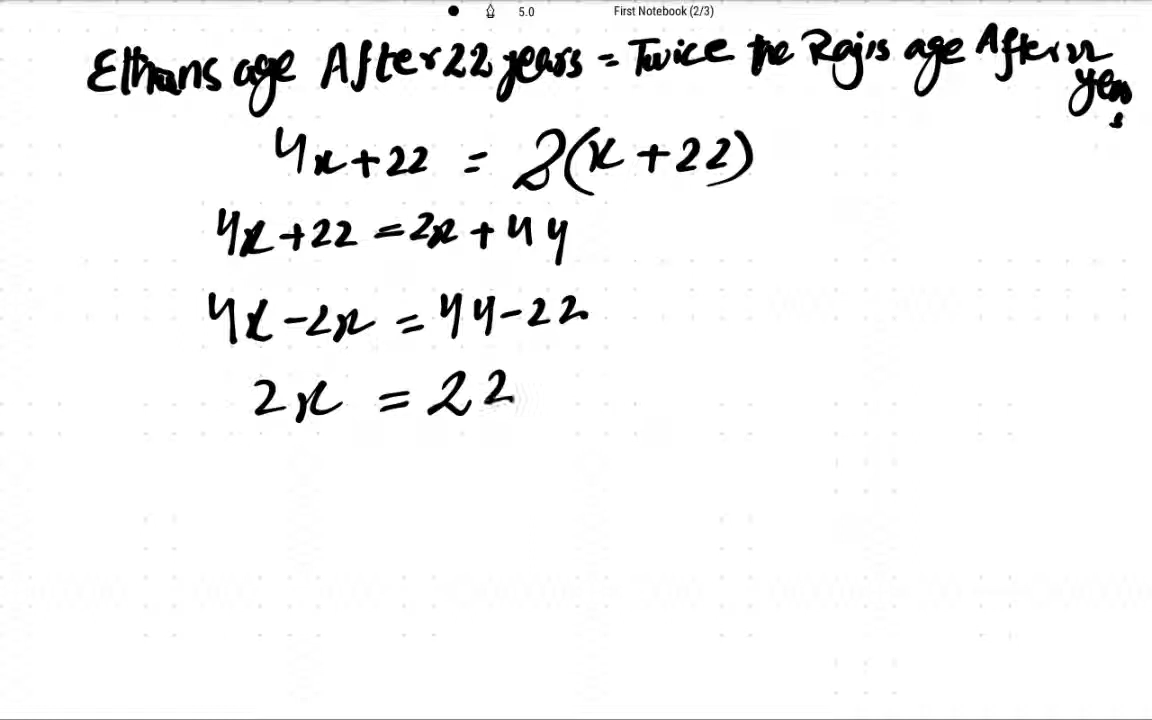 5.0 First Notebook (2/3)
Ethans age After 22 years = Twice the Rajis age After 22
years
4x+22 = 2(x+22)
4x+22 = 2x+44
4x-2x = 44-22
2x = 22